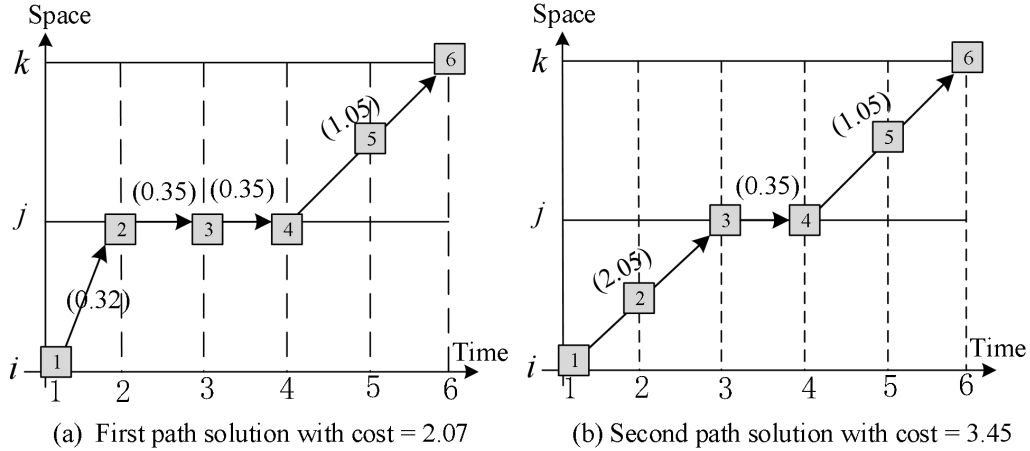 Space
k
6
(1.05)
5
(0.35) (0.35)
j
2
3
4
(0.32)
1
i
Time
1 2 3 4 5 6
(a) First path solution with cost = 2.07
Space
k
6
(1.05)
5
(0.35)
j
3
4
(2.05)
2
1
i
Time
1 2 3 4 5 6
(b) Second path solution with cost = 3.45